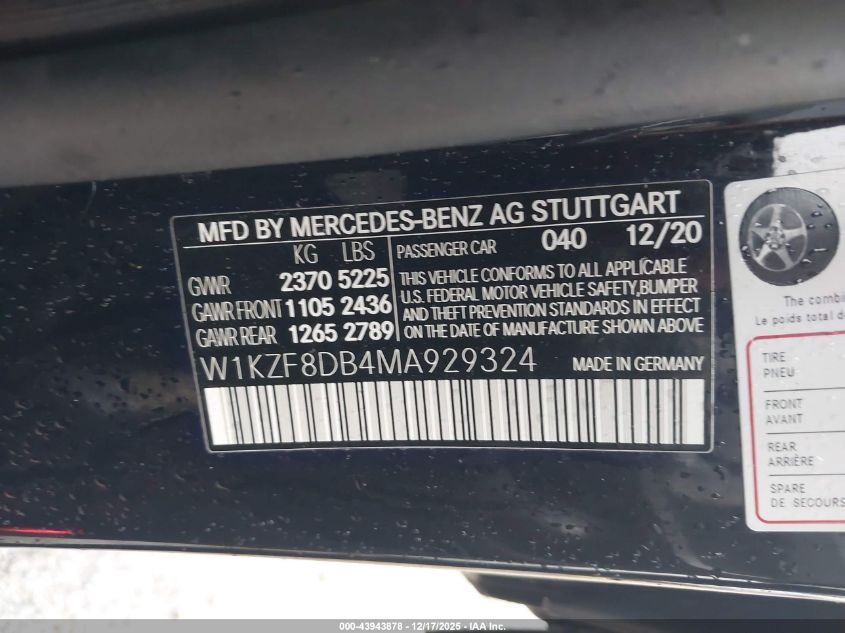 MFD BY MERCEDES-BENZ AG STUTTGART
KG LBS PASSENGER CAR 040 12/20
GVWR 2370 5225
GAWR FRONT 1105 2436
GAWR REAR 1265 2789
THIS VEHICLE CONFORMS TO ALL APPLICABLE
U.S. FEDERAL MOTOR VEHICLE SAFETY,BUMPER
AND THEFT PREVENTION STANDARDS IN EFFECT
ON THE DATE OF MANUFACTURE SHOWN ABOVE
W1KZF8DB4MA929324 MADE IN GERMANY
The combin
Le poids total d
TIRE
PNEU
FRONT
AVANT
REAR
ARRIÈRE
SPARE
DE SECOURS
000-43943878 | 12/17/2025 | IAA Inc.